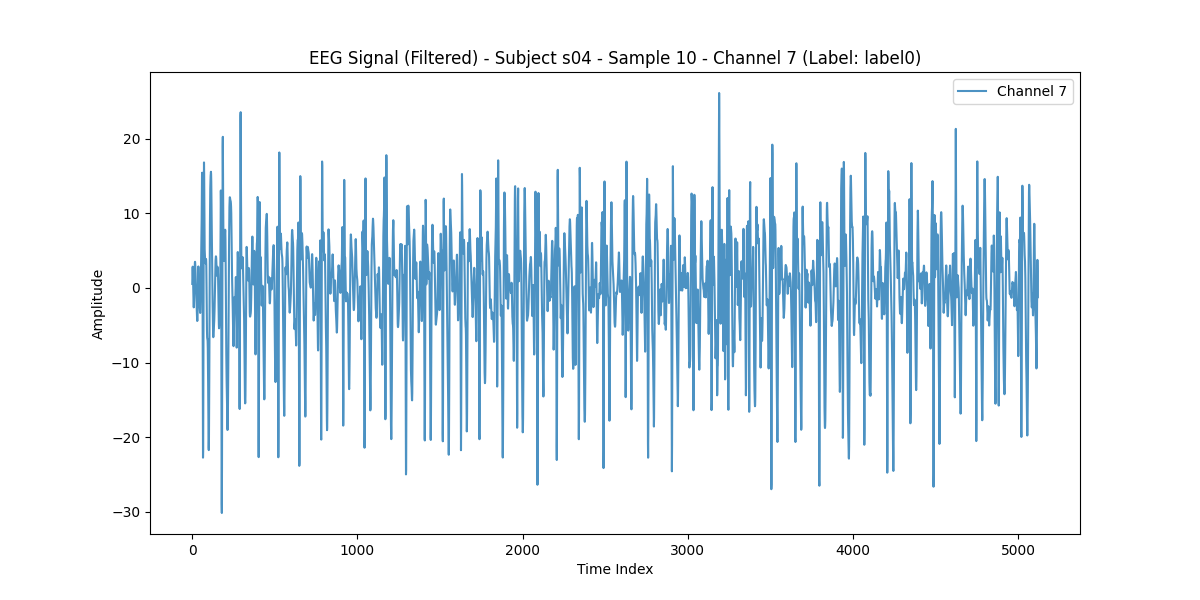 EEG Signal (Filtered) - Subject s04 - Sample 10 - Channel 7 (Label: label0)
Channel 7
20
10
0
−10
−20
−30
Amplitude
0 1000 2000 3000 4000 5000
Time Index